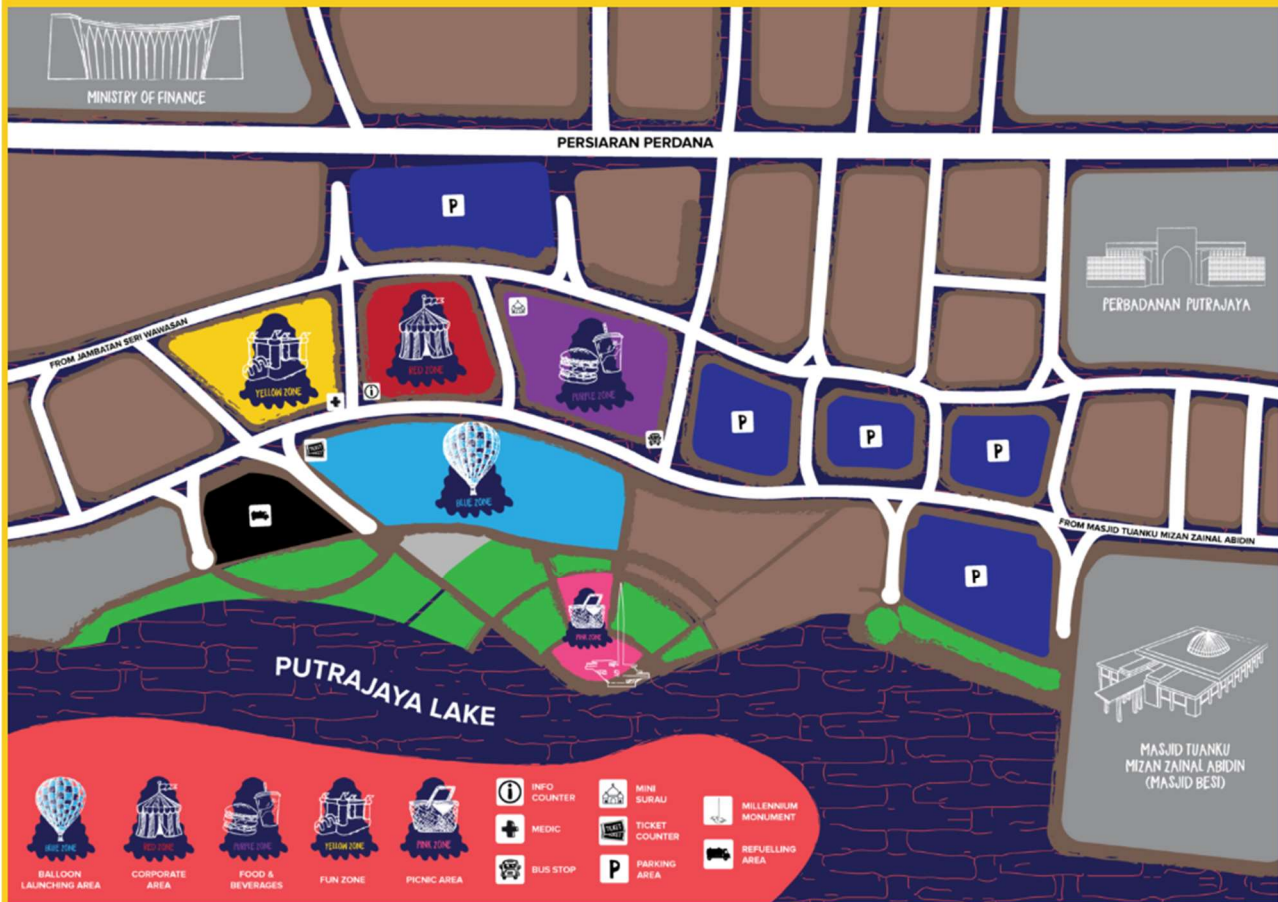 MINISTRY OF FINANCE
PERSIARAN PERDANA
P
PERBADANAN PUTRAJAYA
FROM JAMBATAN SERI WAWASAN
YELLOW ZONE
RED ZONE
PURPLE ZONE
P
P
P
TICKET
BLUE ZONE
FROM MASJID TUANKU MIZAN ZAINAL ABIDIN
P
PINK ZONE
PUTRAJAYA LAKE
MASJID TUANKU
MIZAN ZAINAL ABIDIN
(MASJID BESI)
BLUE ZONE
BALLOON
LAUNCHING AREA
RED ZONE
CORPORATE
AREA
PURPLE ZONE
FOOD &
BEVERAGES
YELLOW ZONE
FUN ZONE
PINK ZONE
PICNIC AREA
INFO
COUNTER
MEDIC
BUS STOP
MINI
SURAU
TICKET
TICKET
COUNTER
P
PARKING
AREA
MILLENNIUM
MONUMENT
REFUELLING
AREA